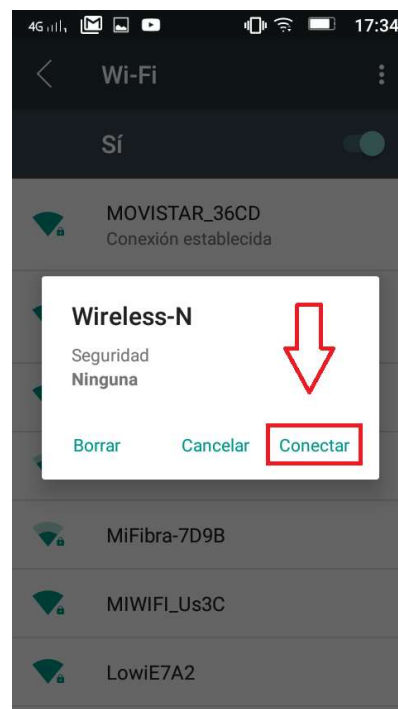 4G 17:34
Wi-Fi
Sí
MOVISTAR_36CD
Conexión establecida
Wireless-N
Seguridad
Ninguna
Borrar Cancelar Conectar
MiFibra-7D9B
MIWIFI_Us3C
LowiE7A2